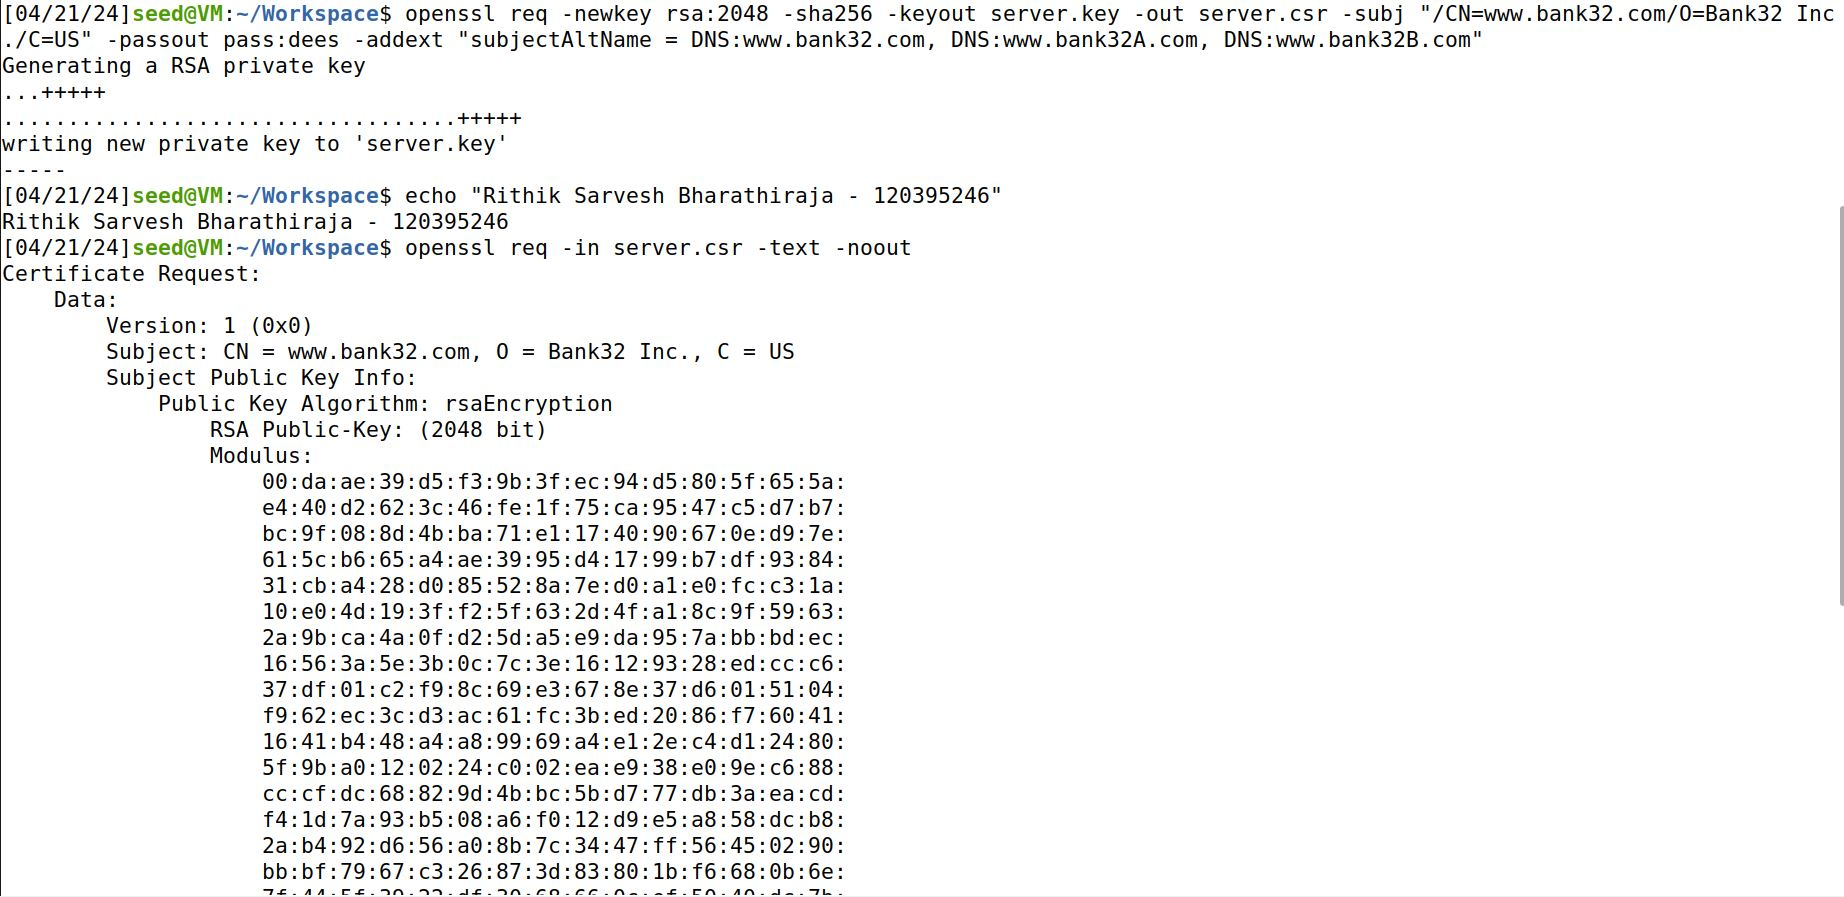 [04/21/24]seed@VM:~/Workspace$ openssl req -newkey rsa:2048 -sha256 -keyout server.key -out server.csr -subj "/CN=www.bank32.com/O=Bank32 Inc
./C=US" -passout pass:dees -addext "subjectAltName = DNS:www.bank32.com, DNS:www.bank32A.com, DNS:www.bank32B.com"
Generating a RSA private key
...+++++
...................................+++++
writing new private key to 'server.key'
-----
[04/21/24]seed@VM:~/Workspace$ echo "Rithik Sarvesh Bharathiraja - 120395246"
Rithik Sarvesh Bharathiraja - 120395246
[04/21/24]seed@VM:~/Workspace$ openssl req -in server.csr -text -noout
Certificate Request:
    Data:
        Version: 1 (0x0)
        Subject: CN = www.bank32.com, O = Bank32 Inc., C = US
        Subject Public Key Info:
            Public Key Algorithm: rsaEncryption
                RSA Public-Key: (2048 bit)
                Modulus:
                    00:da:ae:39:d5:f3:9b:3f:ec:94:d5:80:5f:65:5a:
                    e4:40:d2:62:3c:46:fe:1f:75:ca:95:47:c5:d7:b7:
                    bc:9f:08:8d:4b:ba:71:e1:17:40:90:67:0e:d9:7e:
                    61:5c:b6:65:a4:ae:39:95:d4:17:99:b7:df:93:84:
                    31:cb:a4:28:d0:85:52:8a:7e:d0:a1:e0:fc:c3:1a:
                    10:e0:4d:19:3f:f2:5f:63:2d:4f:a1:8c:9f:59:63:
                    2a:9b:ca:4a:0f:d2:5d:a5:e9:da:95:7a:bb:bd:ec:
                    16:56:3a:5e:3b:0c:7c:3e:16:12:93:28:ed:cc:c6:
                    37:df:01:c2:f9:8c:69:e3:67:8e:37:d6:01:51:04:
                    f9:62:ec:3c:d3:ac:61:fc:3b:ed:20:86:f7:60:41:
                    16:41:b4:48:a4:a8:99:69:a4:e1:2e:c4:d1:24:80:
                    5f:9b:a0:12:02:24:c0:02:ea:e9:38:e0:9e:c6:88:
                    cc:cf:dc:68:82:9d:4b:bc:5b:d7:77:db:3a:ea:cd:
                    f4:1d:7a:93:b5:08:a6:f0:12:d9:e5:a8:58:dc:b8:
                    2a:b4:92:d6:56:a0:8b:7c:34:47:ff:56:45:02:90:
                    bb:bf:79:67:c3:26:87:3d:83:80:1b:f6:68:0b:6e: